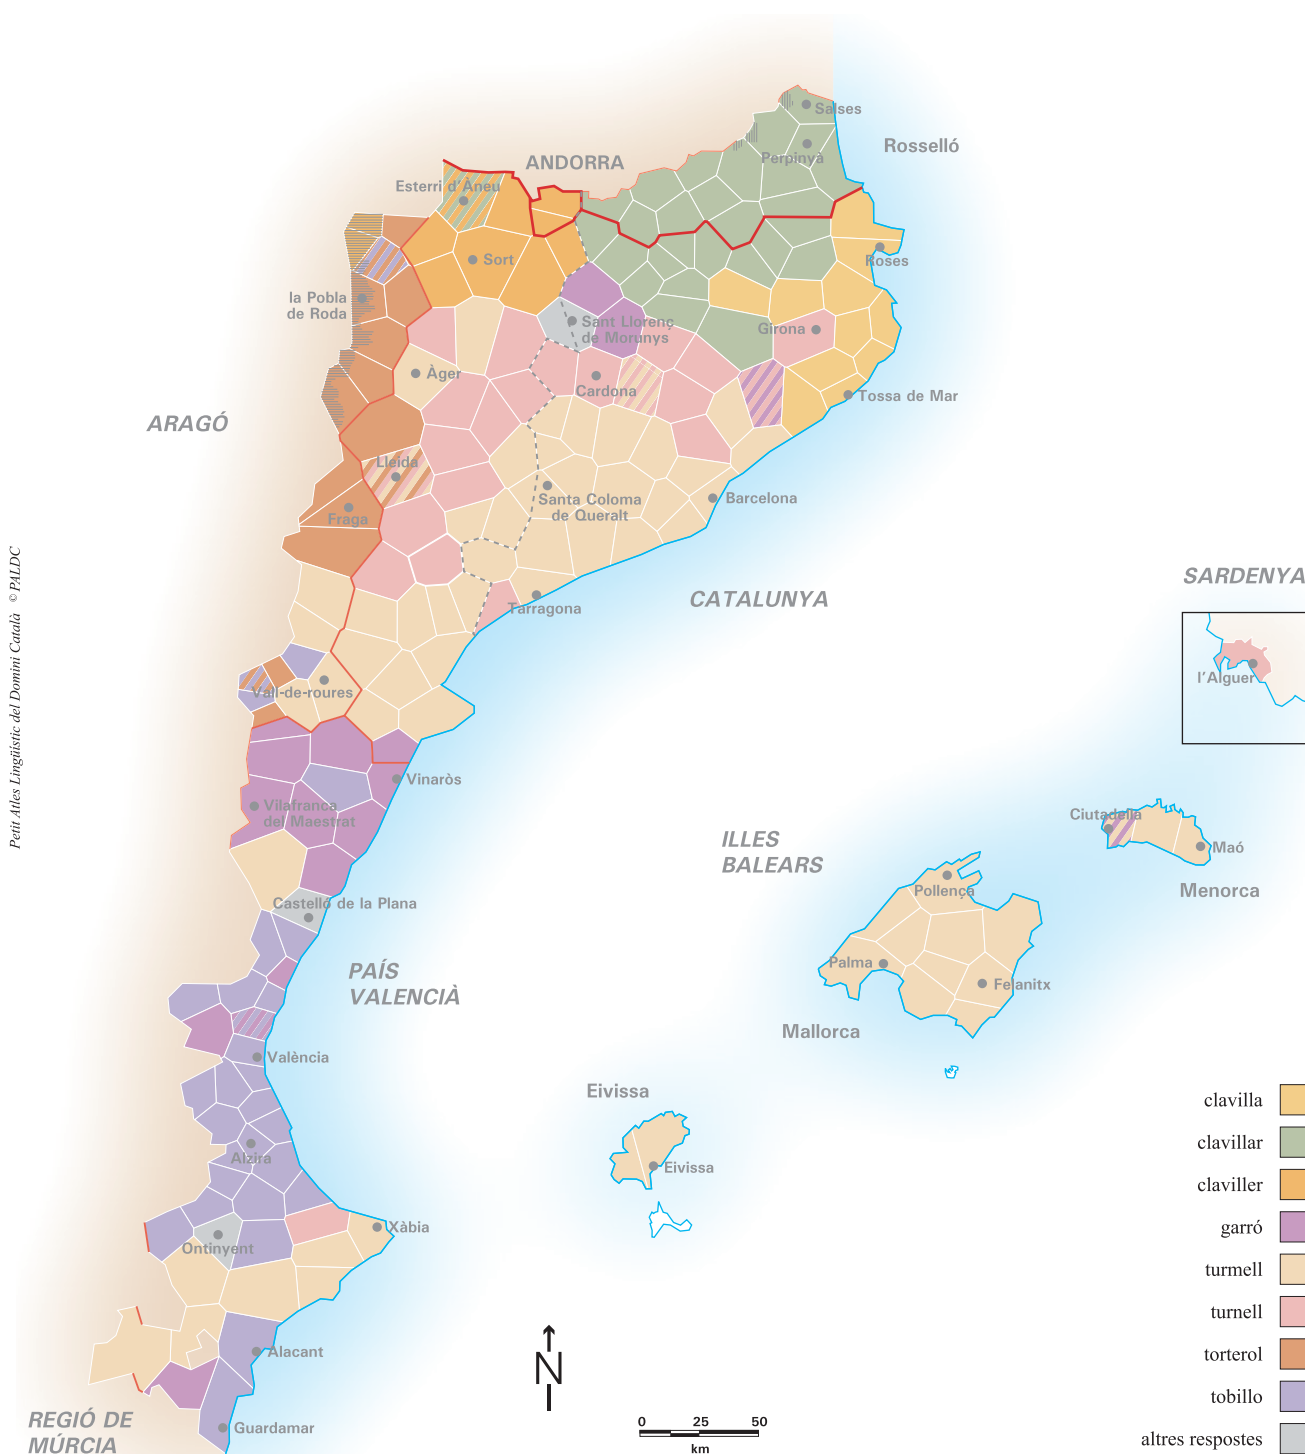 Salses
Rosselló
Perpinyà
ANDORRA
Esterri d'Àneu
Roses
Sort
la Pobla
de Roda
Sant Llorenç
de Morunys
Girona
Àger
Cardona
Tossa de Mar
ARAGÓ
Lleida
Santa Coloma
de Queralt
Barcelona
Fraga
Petit Atles Lingüístic del Domini Català © PALDC
SARDENYA
CATALUNYA
Tarragona
l'Alguer
Vall-de-roures
Vinaròs
Vilafranca
del Maestrat
Ciutadella
ILLES
BALEARS
Maó
Pollença
Menorca
Castelló de la Plana
PAÍS
VALENCIÀ
Palma
Felanitx
Mallorca
València
Eivissa
Alzira
Eivissa
Xàbia
Ontinyent
Alacant
REGIÓ DE
MÚRCIA
Guardamar
N
0 25 50
km
clavilla
clavillar
claviller
garró
turmell
turnell
torterol
tobillo
altres respostes